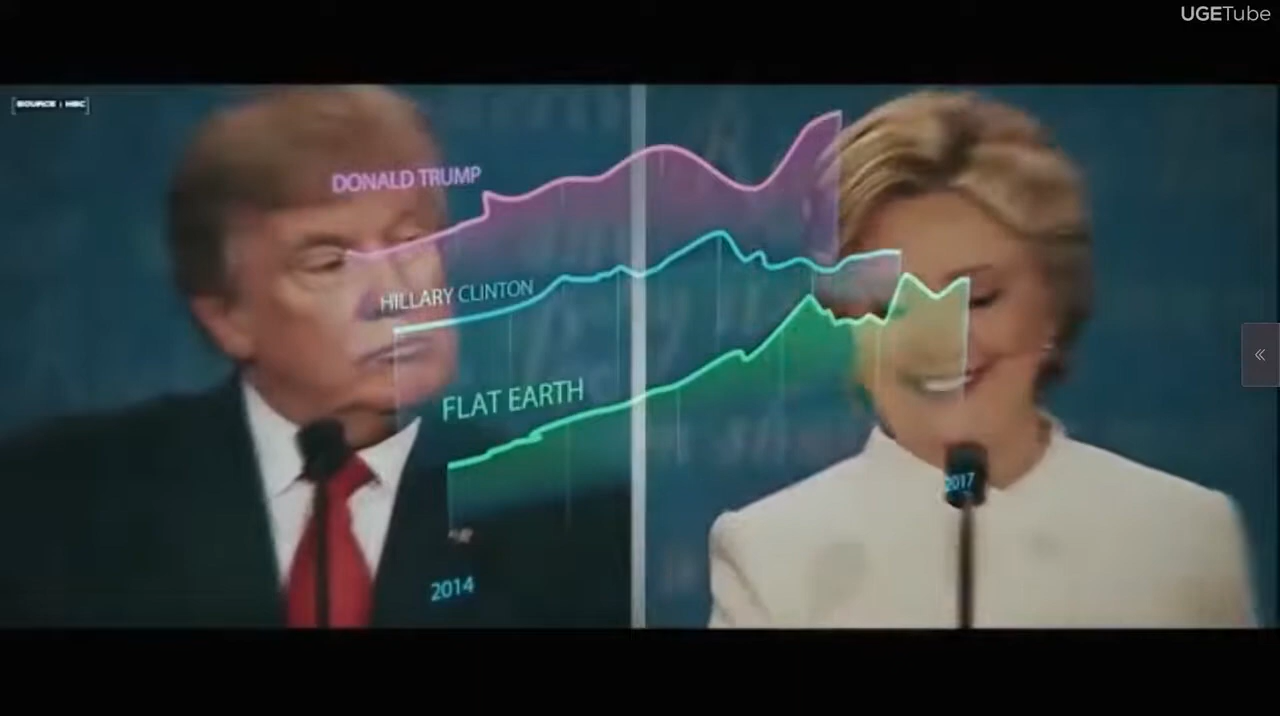 UGETube
[SOURCE : NBC]
DONALD TRUMP
HILLARY CLINTON
FLAT EARTH
2017
2014